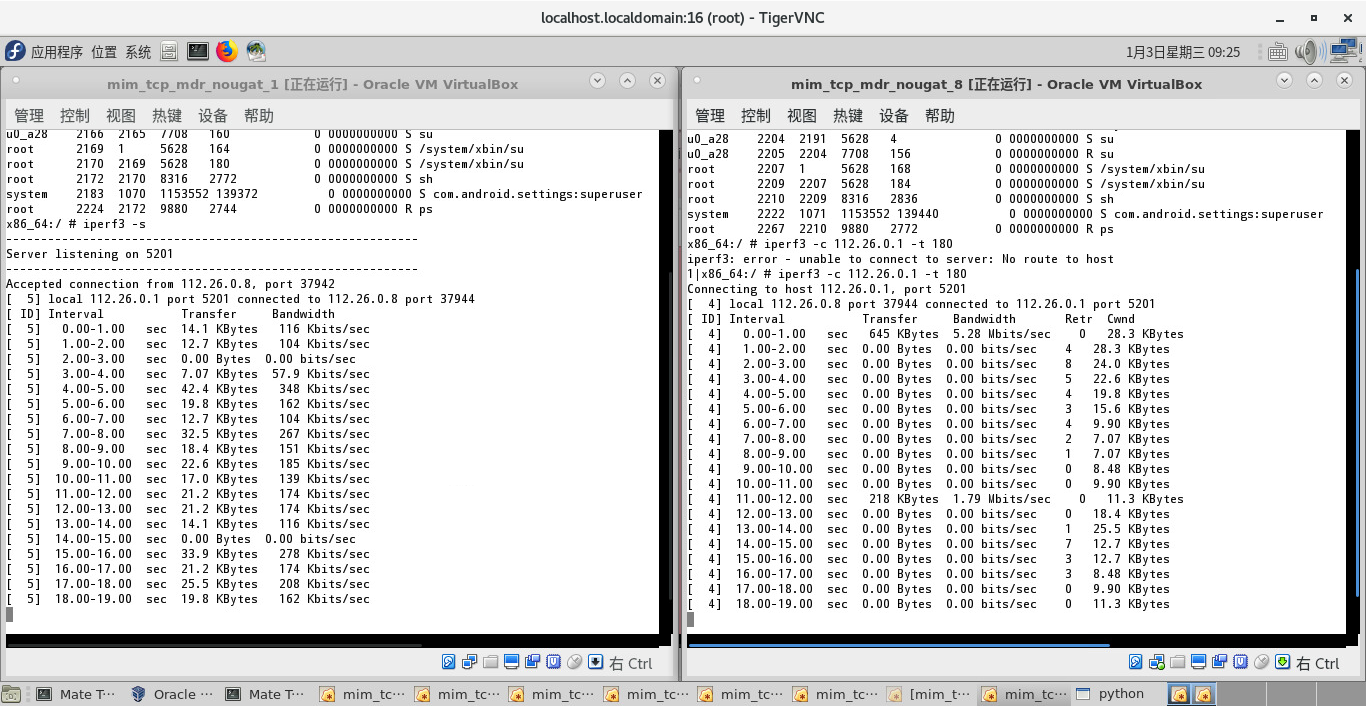 localhost.localdomain:16 (root) - TigerVNC
应用程序 位置 系统
1月3日星期三 09:25
mim_tcp_mdr_nougat_1 [正在运行] - Oracle VM VirtualBox
管理 控制 视图 热键 设备 帮助
u0_a28 2166 2165 7708 160 0 0000000000 S su
root 2169 1 5628 164 0 0000000000 S /system/xbin/su
root 2170 2169 5628 180 0 0000000000 S /system/xbin/su
root 2172 2170 8316 2772 0 0000000000 S sh
system 2183 1070 1153552 139372 0 0000000000 S com.android.settings:superuser
root 2224 2172 9880 2744 0 0000000000 R ps
x86_64:/ # iperf3 -s
-----------------------------------------------------------
Server listening on 5201
-----------------------------------------------------------
Accepted connection from 112.26.0.8, port 37942
[ 5] local 112.26.0.1 port 5201 connected to 112.26.0.8 port 37944
[ ID] Interval Transfer Bandwidth
[ 5] 0.00-1.00 sec 14.1 KBytes 116 Kbits/sec
[ 5] 1.00-2.00 sec 12.7 KBytes 104 Kbits/sec
[ 5] 2.00-3.00 sec 0.00 Bytes 0.00 bits/sec
[ 5] 3.00-4.00 sec 7.07 KBytes 57.9 Kbits/sec
[ 5] 4.00-5.00 sec 42.4 KBytes 348 Kbits/sec
[ 5] 5.00-6.00 sec 19.8 KBytes 162 Kbits/sec
[ 5] 6.00-7.00 sec 12.7 KBytes 104 Kbits/sec
[ 5] 7.00-8.00 sec 32.5 KBytes 267 Kbits/sec
[ 5] 8.00-9.00 sec 18.4 KBytes 151 Kbits/sec
[ 5] 9.00-10.00 sec 22.6 KBytes 185 Kbits/sec
[ 5] 10.00-11.00 sec 17.0 KBytes 139 Kbits/sec
[ 5] 11.00-12.00 sec 21.2 KBytes 174 Kbits/sec
[ 5] 12.00-13.00 sec 21.2 KBytes 174 Kbits/sec
[ 5] 13.00-14.00 sec 14.1 KBytes 116 Kbits/sec
[ 5] 14.00-15.00 sec 0.00 Bytes 0.00 bits/sec
[ 5] 15.00-16.00 sec 33.9 KBytes 278 Kbits/sec
[ 5] 16.00-17.00 sec 21.2 KBytes 174 Kbits/sec
[ 5] 17.00-18.00 sec 25.5 KBytes 208 Kbits/sec
[ 5] 18.00-19.00 sec 19.8 KBytes 162 Kbits/sec
右 Ctrl
mim_tcp_mdr_nougat_8 [正在运行] - Oracle VM VirtualBox
管理 控制 视图 热键 设备 帮助
u0_a28 2204 2191 5628 4 0 0000000000 S su
u0_a28 2205 2204 7708 156 0 0000000000 R su
root 2207 1 5628 168 0 0000000000 S /system/xbin/su
root 2209 2207 5628 184 0 0000000000 S /system/xbin/su
root 2210 2209 8316 2836 0 0000000000 S sh
system 2222 1071 1153552 139440 0 0000000000 S com.android.settings:superuser
root 2267 2210 9880 2772 0 0000000000 R ps
x86_64:/ # iperf3 -c 112.26.0.1 -t 180
iperf3: error - unable to connect to server: No route to host
1|x86_64:/ # iperf3 -c 112.26.0.1 -t 180
Connecting to host 112.26.0.1, port 5201
[ 4] local 112.26.0.8 port 37944 connected to 112.26.0.1 port 5201
[ ID] Interval Transfer Bandwidth Retr Cwnd
[ 4] 0.00-1.00 sec 645 KBytes 5.28 Mbits/sec 0 28.3 KBytes
[ 4] 1.00-2.00 sec 0.00 Bytes 0.00 bits/sec 4 28.3 KBytes
[ 4] 2.00-3.00 sec 0.00 Bytes 0.00 bits/sec 8 24.0 KBytes
[ 4] 3.00-4.00 sec 0.00 Bytes 0.00 bits/sec 5 22.6 KBytes
[ 4] 4.00-5.00 sec 0.00 Bytes 0.00 bits/sec 4 19.8 KBytes
[ 4] 5.00-6.00 sec 0.00 Bytes 0.00 bits/sec 3 15.6 KBytes
[ 4] 6.00-7.00 sec 0.00 Bytes 0.00 bits/sec 4 9.90 KBytes
[ 4] 7.00-8.00 sec 0.00 Bytes 0.00 bits/sec 2 7.07 KBytes
[ 4] 8.00-9.00 sec 0.00 Bytes 0.00 bits/sec 1 7.07 KBytes
[ 4] 9.00-10.00 sec 0.00 Bytes 0.00 bits/sec 0 8.48 KBytes
[ 4] 10.00-11.00 sec 0.00 Bytes 0.00 bits/sec 0 9.90 KBytes
[ 4] 11.00-12.00 sec 218 KBytes 1.79 Mbits/sec 0 11.3 KBytes
[ 4] 12.00-13.00 sec 0.00 Bytes 0.00 bits/sec 0 18.4 KBytes
[ 4] 13.00-14.00 sec 0.00 Bytes 0.00 bits/sec 1 25.5 KBytes
[ 4] 14.00-15.00 sec 0.00 Bytes 0.00 bits/sec 7 12.7 KBytes
[ 4] 15.00-16.00 sec 0.00 Bytes 0.00 bits/sec 3 12.7 KBytes
[ 4] 16.00-17.00 sec 0.00 Bytes 0.00 bits/sec 3 8.48 KBytes
[ 4] 17.00-18.00 sec 0.00 Bytes 0.00 bits/sec 0 9.90 KBytes
[ 4] 18.00-19.00 sec 0.00 Bytes 0.00 bits/sec 0 11.3 KBytes
右 Ctrl
Mate T··· Oracle ··· Mate T··· mim_tc··· mim_tc··· mim_tc··· mim_tc··· mim_tc··· mim_tc··· [mim_t··· mim_tc··· python